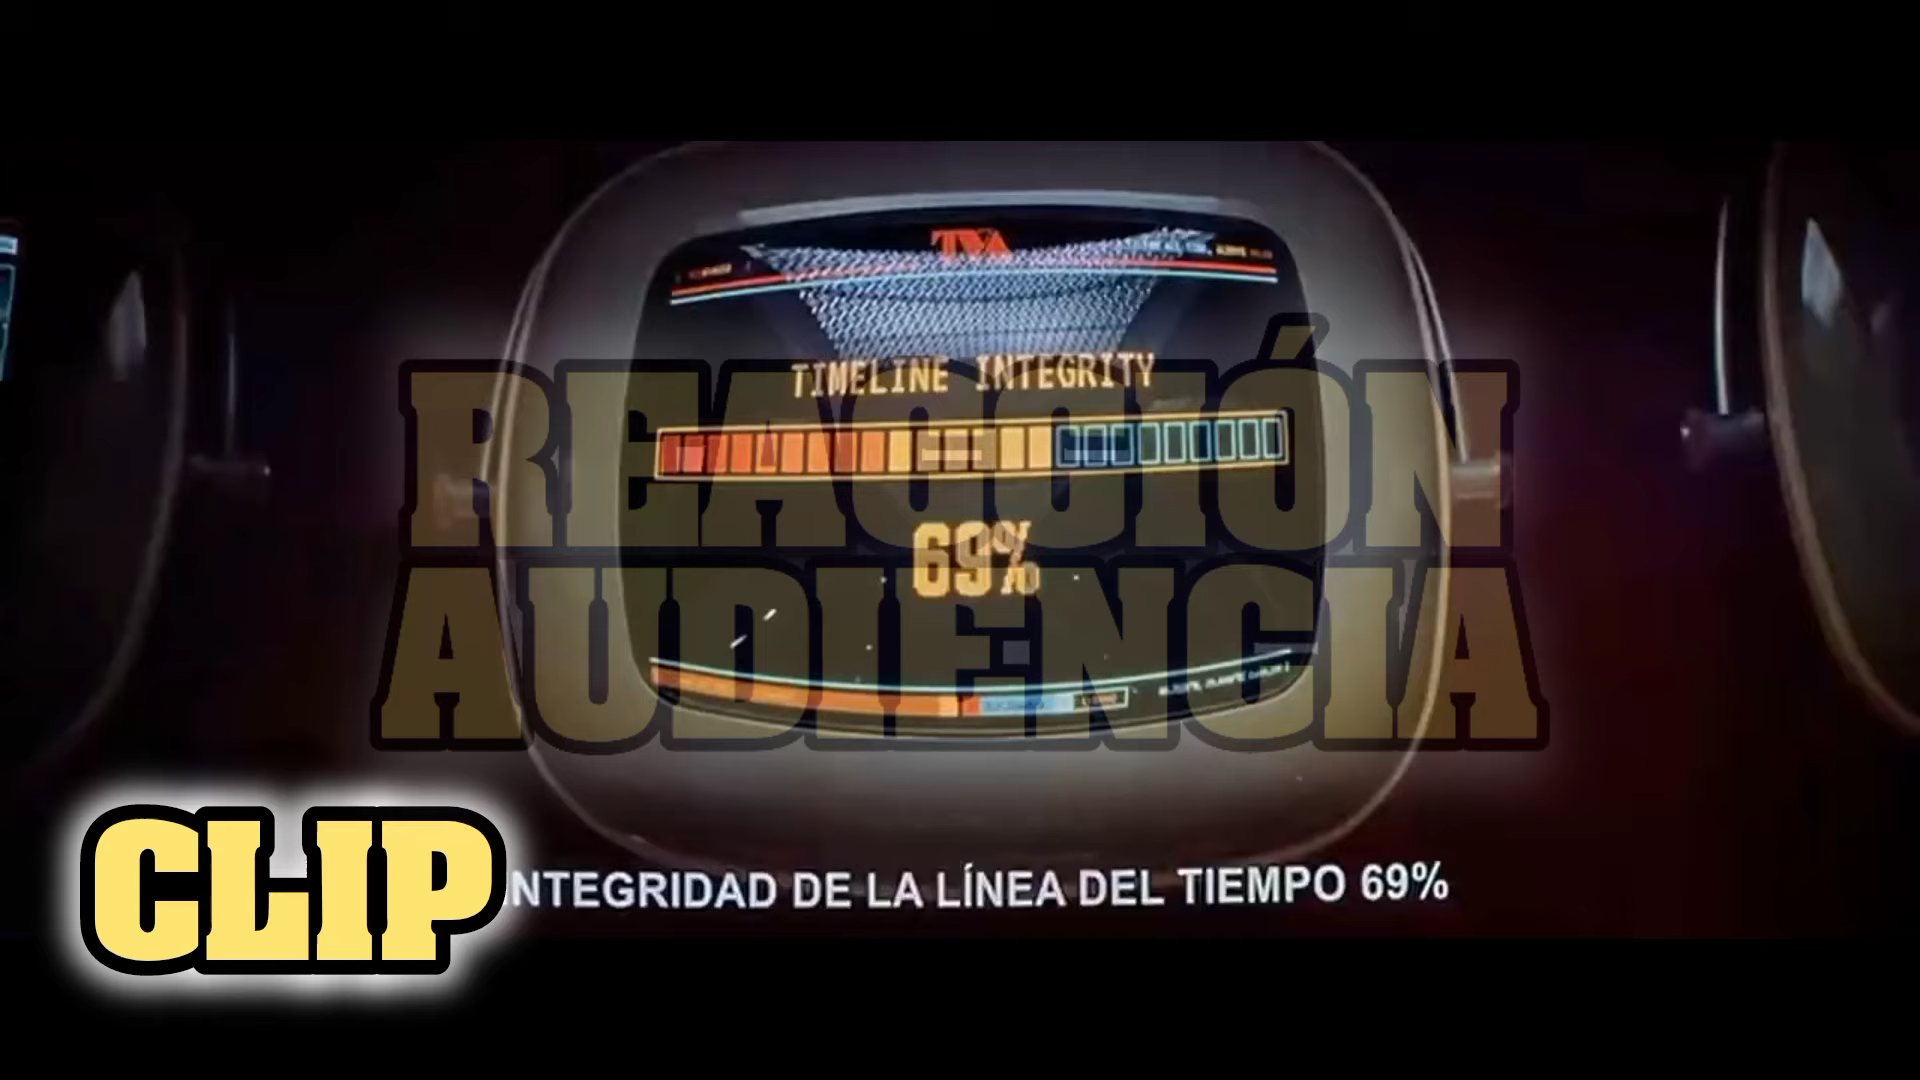 TVA
TIMELINE INTEGRITY
69%
REACCIÓN
AUDIENCIA
CLIP
NTEGRIDAD DE LA LÍNEA DEL TIEMPO 69%